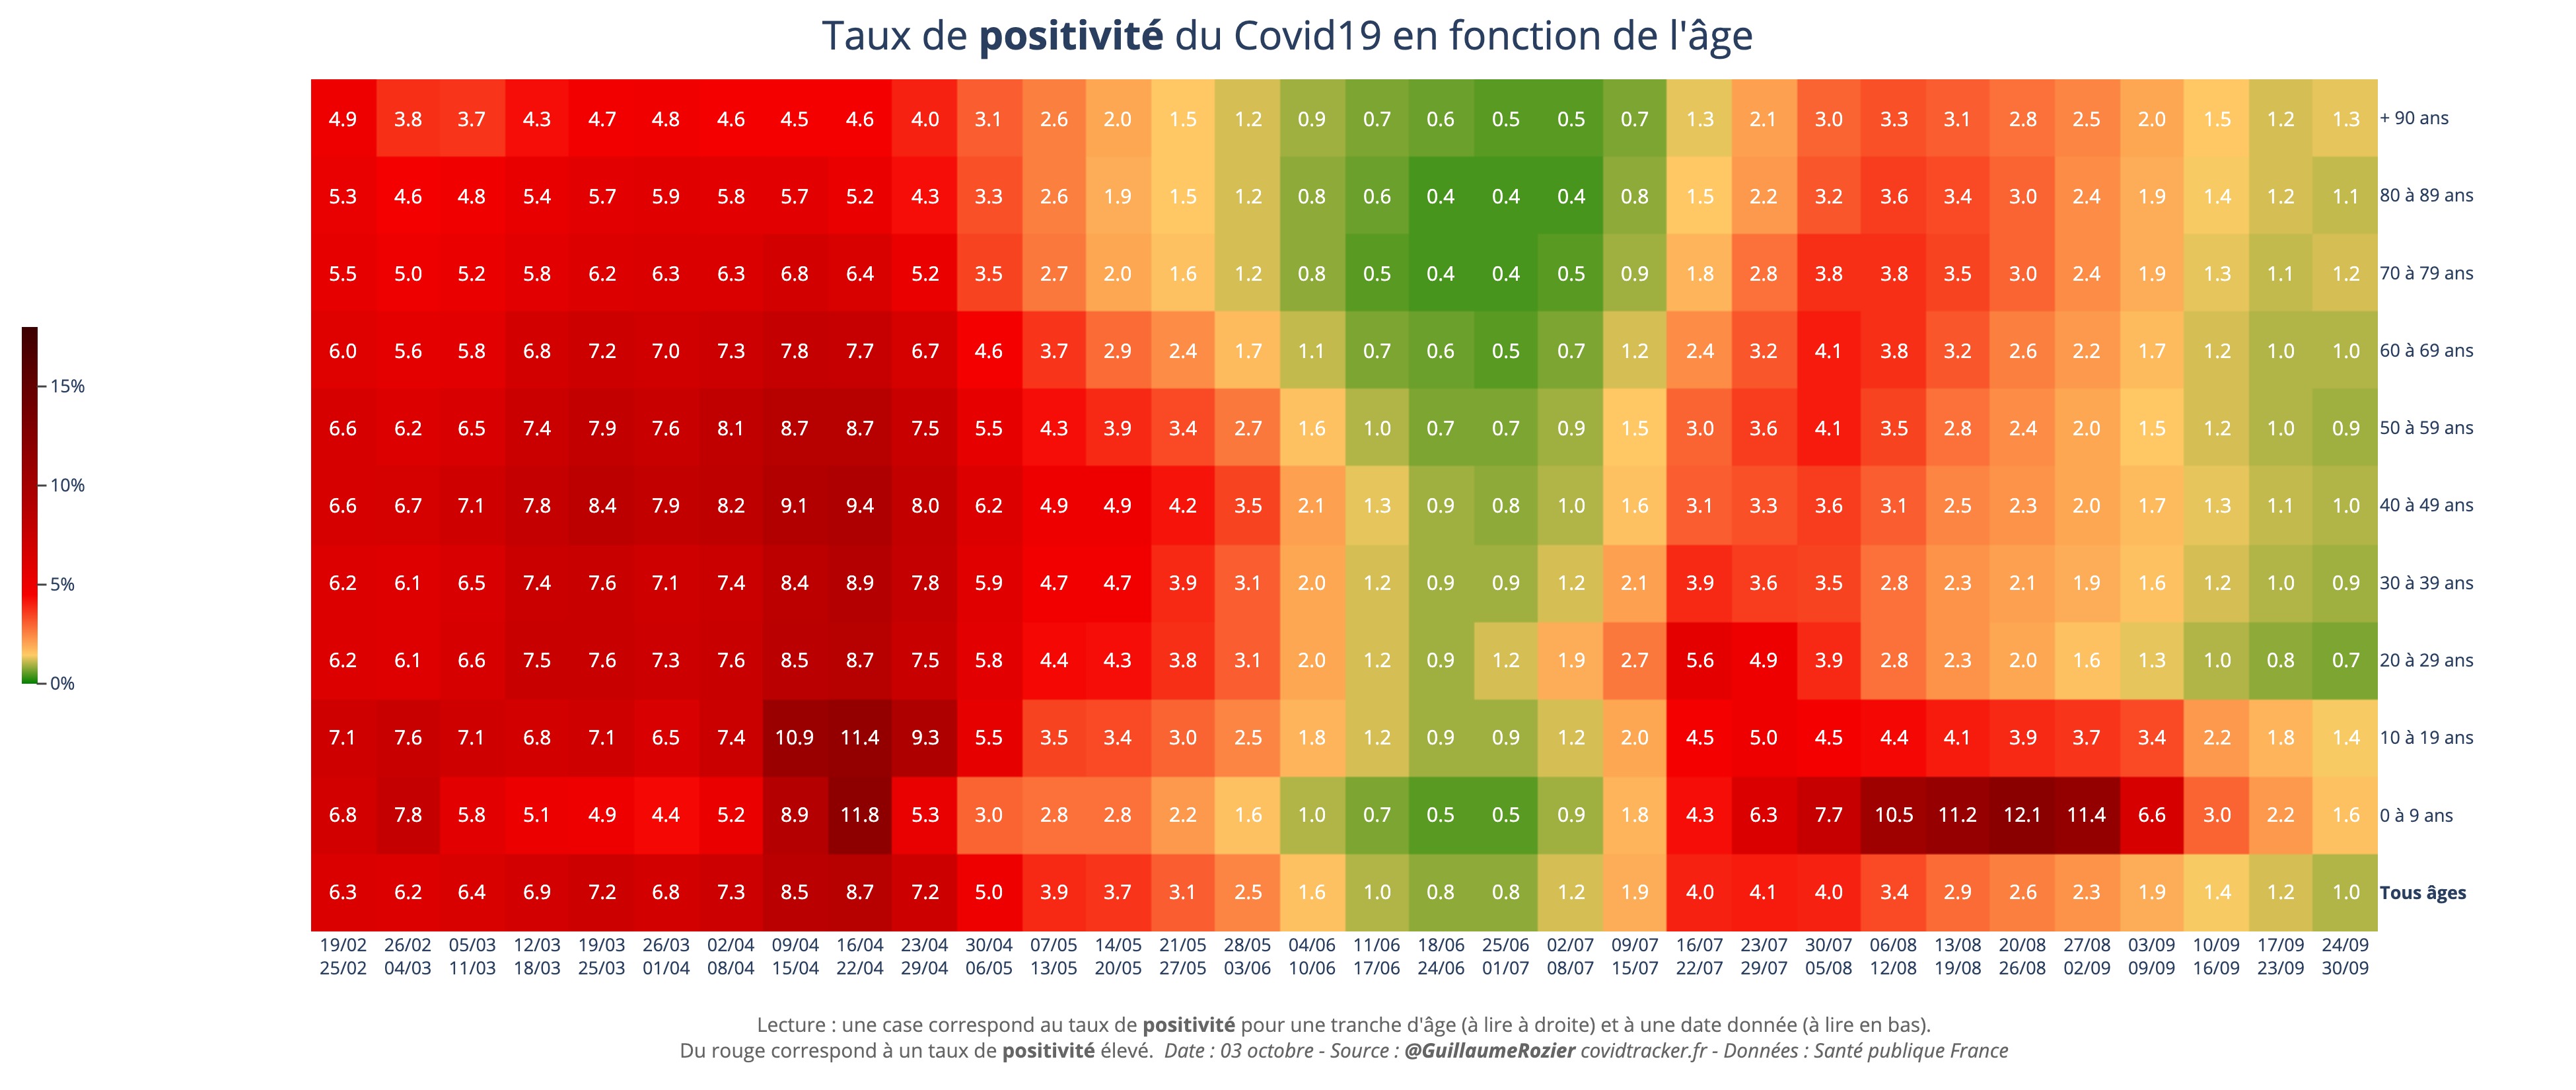 Taux de positivité du Covid19 en fonction de l'âge
4.9 3.8 3.7 4.3 4.7 4.8 4.6 4.5 4.6 4.0 3.1 2.6 2.0 1.5 1.2 0.9 0.7 0.6 0.5 0.5 0.7 1.3 2.1 3.0 3.3 3.1 2.8 2.5 2.0 1.5 1.2 1.3 + 90 ans
5.3 4.6 4.8 5.4 5.7 5.9 5.8 5.7 5.2 4.3 3.3 2.6 1.9 1.5 1.2 0.8 0.6 0.4 0.4 0.4 0.8 1.5 2.2 3.2 3.6 3.4 3.0 2.4 1.9 1.4 1.2 1.1 80 à 89 ans
5.5 5.0 5.2 5.8 6.2 6.3 6.3 6.8 6.4 5.2 3.5 2.7 2.0 1.6 1.2 0.8 0.5 0.4 0.4 0.5 0.9 1.8 2.8 3.8 3.8 3.5 3.0 2.4 1.9 1.3 1.1 1.2 70 à 79 ans
6.0 5.6 5.8 6.8 7.2 7.0 7.3 7.8 7.7 6.7 4.6 3.7 2.9 2.4 1.7 1.1 0.7 0.6 0.5 0.7 1.2 2.4 3.2 4.1 3.8 3.2 2.6 2.2 1.7 1.2 1.0 1.0 60 à 69 ans
15%
6.6 6.2 6.5 7.4 7.9 7.6 8.1 8.7 8.7 7.5 5.5 4.3 3.9 3.4 2.7 1.6 1.0 0.7 0.7 0.9 1.5 3.0 3.6 4.1 3.5 2.8 2.4 2.0 1.5 1.2 1.0 0.9 50 à 59 ans
10%
6.6 6.7 7.1 7.8 8.4 7.9 8.2 9.1 9.4 8.0 6.2 4.9 4.9 4.2 3.5 2.1 1.3 0.9 0.8 1.0 1.6 3.1 3.3 3.6 3.1 2.5 2.3 2.0 1.7 1.3 1.1 1.0 40 à 49 ans
5%
6.2 6.1 6.5 7.4 7.6 7.1 7.4 8.4 8.9 7.8 5.9 4.7 4.7 3.9 3.1 2.0 1.2 0.9 0.9 1.2 2.1 3.9 3.6 3.5 2.8 2.3 2.1 1.9 1.6 1.2 1.0 0.9 30 à 39 ans
6.2 6.1 6.6 7.5 7.6 7.3 7.6 8.5 8.7 7.5 5.8 4.4 4.3 3.8 3.1 2.0 1.2 0.9 1.2 1.9 2.7 5.6 4.9 3.9 2.8 2.3 2.0 1.6 1.3 1.0 0.8 0.7 20 à 29 ans
0%
7.1 7.6 7.1 6.8 7.1 6.5 7.4 10.9 11.4 9.3 5.5 3.5 3.4 3.0 2.5 1.8 1.2 0.9 0.9 1.2 2.0 4.5 5.0 4.5 4.4 4.1 3.9 3.7 3.4 2.2 1.8 1.4 10 à 19 ans
6.8 7.8 5.8 5.1 4.9 4.4 5.2 8.9 11.8 5.3 3.0 2.8 2.8 2.2 1.6 1.0 0.7 0.5 0.5 0.9 1.8 4.3 6.3 7.7 10.5 11.2 12.1 11.4 6.6 3.0 2.2 1.6 0 à 9 ans
6.3 6.2 6.4 6.9 7.2 6.8 7.3 8.5 8.7 7.2 5.0 3.9 3.7 3.1 2.5 1.6 1.0 0.8 0.8 1.2 1.9 4.0 4.1 4.0 3.4 2.9 2.6 2.3 1.9 1.4 1.2 1.0 Tous âges
19/02 26/02 05/03 12/03 19/03 26/03 02/04 09/04 16/04 23/04 30/04 07/05 14/05 21/05 28/05 04/06 11/06 18/06 25/06 02/07 09/07 16/07 23/07 30/07 06/08 13/08 20/08 27/08 03/09 10/09 17/09 24/09
25/02 04/03 11/03 18/03 25/03 01/04 08/04 15/04 22/04 29/04 06/05 13/05 20/05 27/05 03/06 10/06 17/06 24/06 01/07 08/07 15/07 22/07 29/07 05/08 12/08 19/08 26/08 02/09 09/09 16/09 23/09 30/09
Lecture : une case correspond au taux de positivité pour une tranche d'âge (à lire à droite) et à une date donnée (à lire en bas).
Du rouge correspond à un taux de positivité élevé. Date : 03 octobre - Source : @GuillaumeRozier covidtracker.fr - Données : Santé publique France